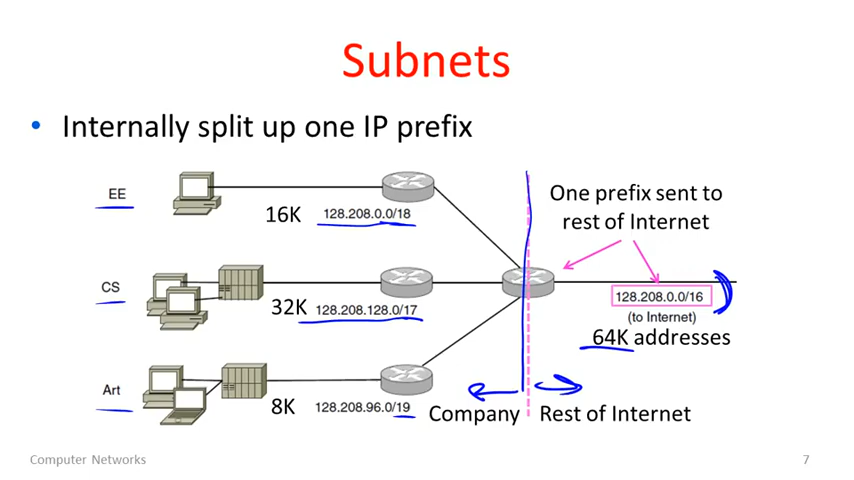 Subnets
• Internally split up one IP prefix
EE
16K
128.208.0.0/18
One prefix sent to
rest of Internet
CS
32K
128.208.128.0/17
128.208.0.0/16
(to Internet)
64K addresses
Art
8K
128.208.96.0/19
Company
Rest of Internet
Computer Networks
7